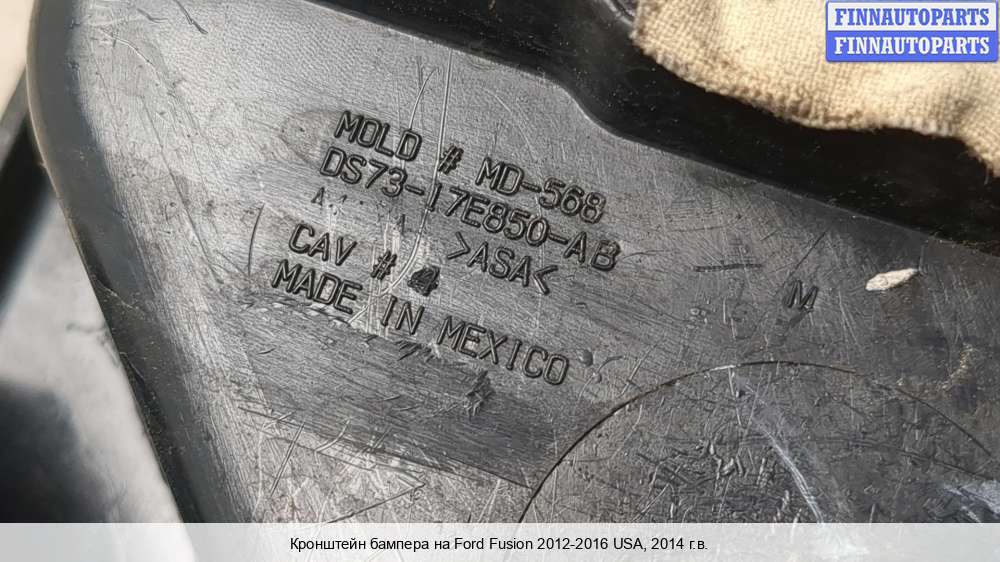 FINNAUTOPARTS
FINNAUTOPARTS
MOLD # MD-568
DS73-17E850-AB
>ASA<
CAV # 4
MADE IN MEXICO
M
Кронштейн бампера на Ford Fusion 2012-2016 USA, 2014 г.в.